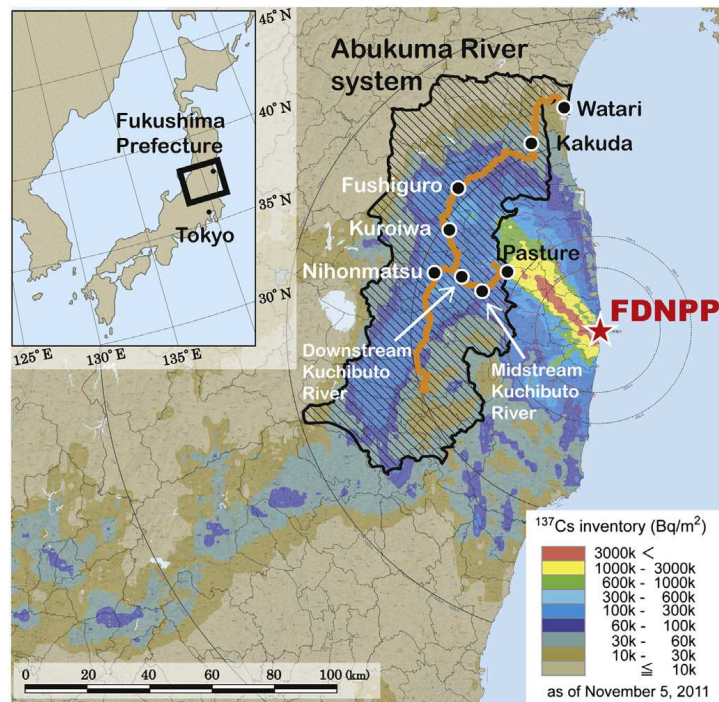 45°N
40°N
35°N
30°N
125°E
130°E
135°E
Fukushima
Prefecture
Tokyo
Abukuma River
system
Watari
Kakuda
Fushiguro
Kuroiwa
Nihonmatsu
Pasture
FDNPP
Downstream
Kuchibuto
River
Midstream
Kuchibuto
River
¹³⁷Cs inventory (Bq/m²)
3000k <
1000k - 3000k
600k - 1000k
300k - 600k
100k - 300k
60k - 100k
30k - 60k
10k - 30k
≦ 10k
as of November 5, 2011
0 20 40 60 80 100 (km)